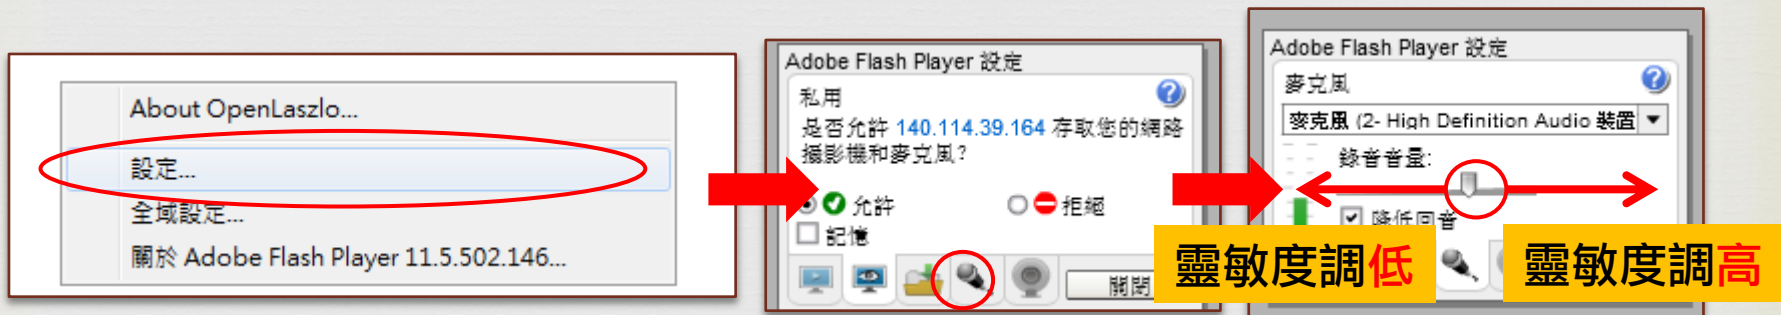 About OpenLaszlo...
設定...
全域設定...
關於 Adobe Flash Player 11.5.502.146...
Adobe Flash Player 設定
私用
是否允許 140.114.39.164 存取您的網路
攝影機和麥克風?
允許 拒絕
記憶
關閉
Adobe Flash Player 設定
麥克風
麥克風 (2- High Definition Audio 裝置
錄音音量:
降低回音
靈敏度調低
靈敏度調高